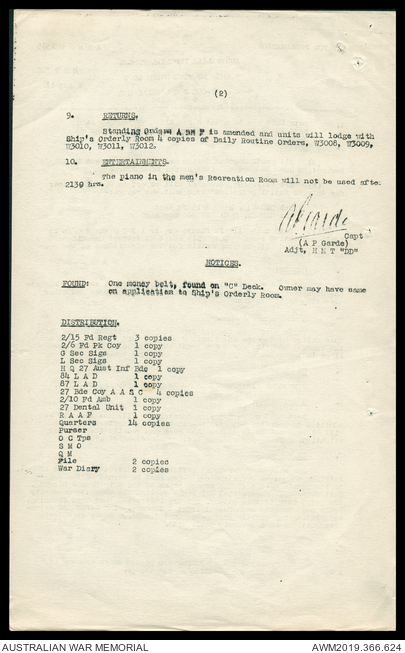 (2)
9. RETURNS.
Standing Orders A B M F is amended and units will lodge with
Ship's Orderly Room 4 copies of Daily Routine Orders, W3008, W3009,
W3010, W3011, W3012.
10. ENTERTAINMENTS.
The piano in the men's Recreation Room will not be used after
2130 hrs.
A P Garde
Capt
(A P Garde)
Adjt, H M T "DD"
NOTICES.
FOUND: One money belt, found on "C" Deck. Owner may have same
on application to Ship's Orderly Room.
DISTRIBUTION.
2/15 Fd Regt 3 copies
2/6 Fd Pk Coy 1 copy
G Sec Sigs 1 copy
L Sec Sigs 1 copy
H Q 27 Aust Inf Bde 1 copy
84 L A D 1 copy
87 L A D 1 copy
27 Bde Coy A A S C 4 copies
2/10 Fd Amb 1 copy
27 Dental Unit 1 copy
R A A F 1 copy
Quarters 14 copies
Purser
O C Tps
S M O
Q M
File 2 copies
War Diary 2 copies
AUSTRALIAN WAR MEMORIAL
AWM2019.366.624